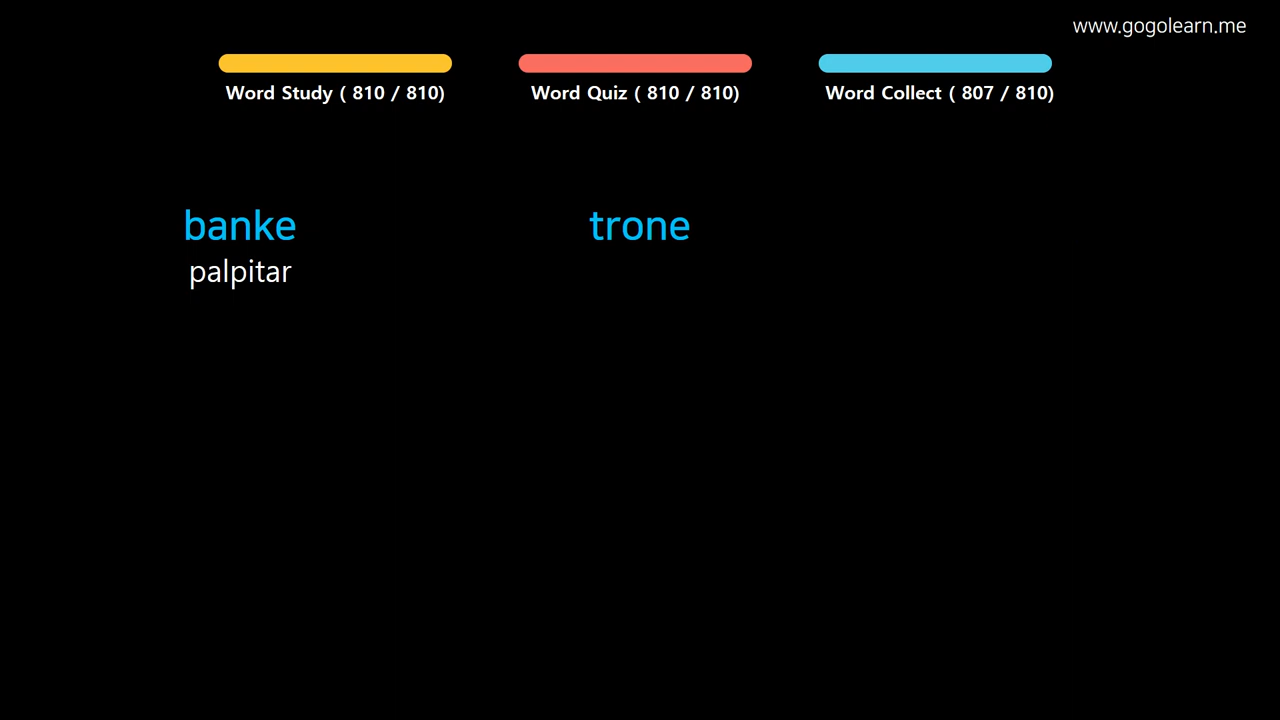 www.gogolearn.me
Word Study ( 810 / 810)
Word Quiz ( 810 / 810)
Word Collect ( 807 / 810)
banke
trone
palpitar